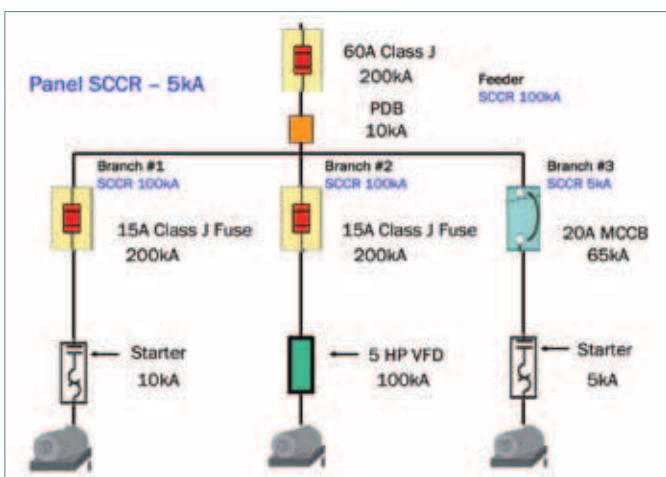 60A Class J
200kA
Panel SCCR – 5kA
Feeder
SCCR 100kA
PDB
10kA
Branch #1
SCCR 100kA
Branch #2
SCCR 100kA
Branch #3
SCCR 5kA
15A Class J Fuse
200kA
15A Class J Fuse
200kA
20A MCCB
65kA
Starter
10kA
5 HP VFD
100kA
Starter
5kA